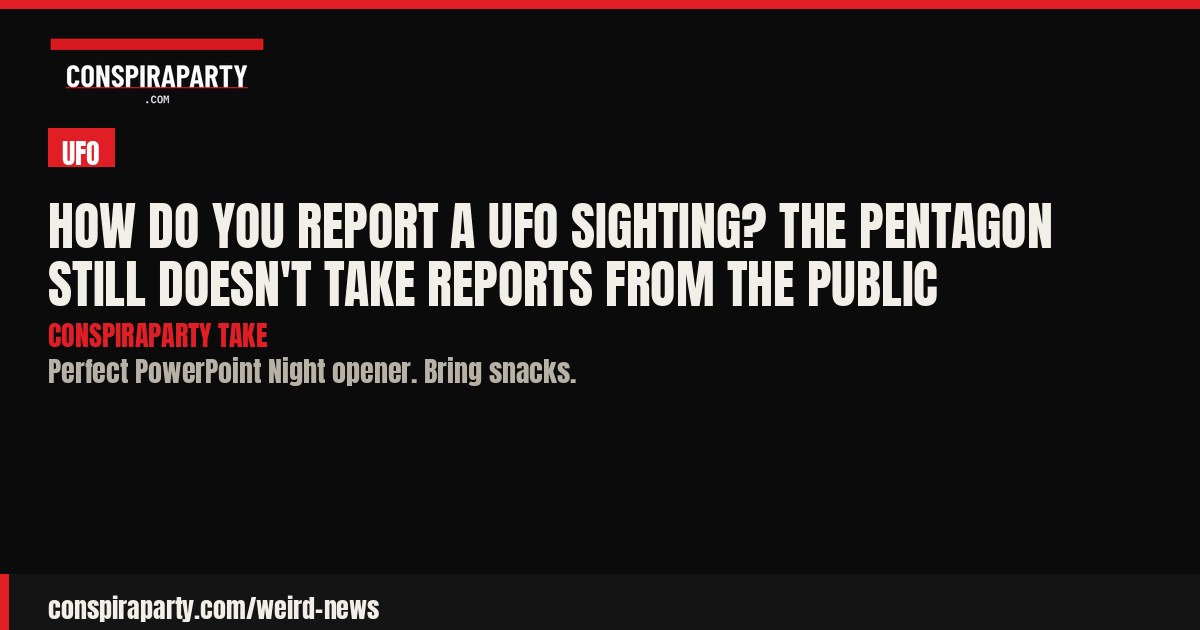 CONSPIRAPARTY
.COM
UFO
HOW DO YOU REPORT A UFO SIGHTING? THE PENTAGON
STILL DOESN'T TAKE REPORTS FROM THE PUBLIC
CONSPIRAPARTY TAKE
Perfect PowerPoint Night opener. Bring snacks.
conspiraparty.com/weird-news